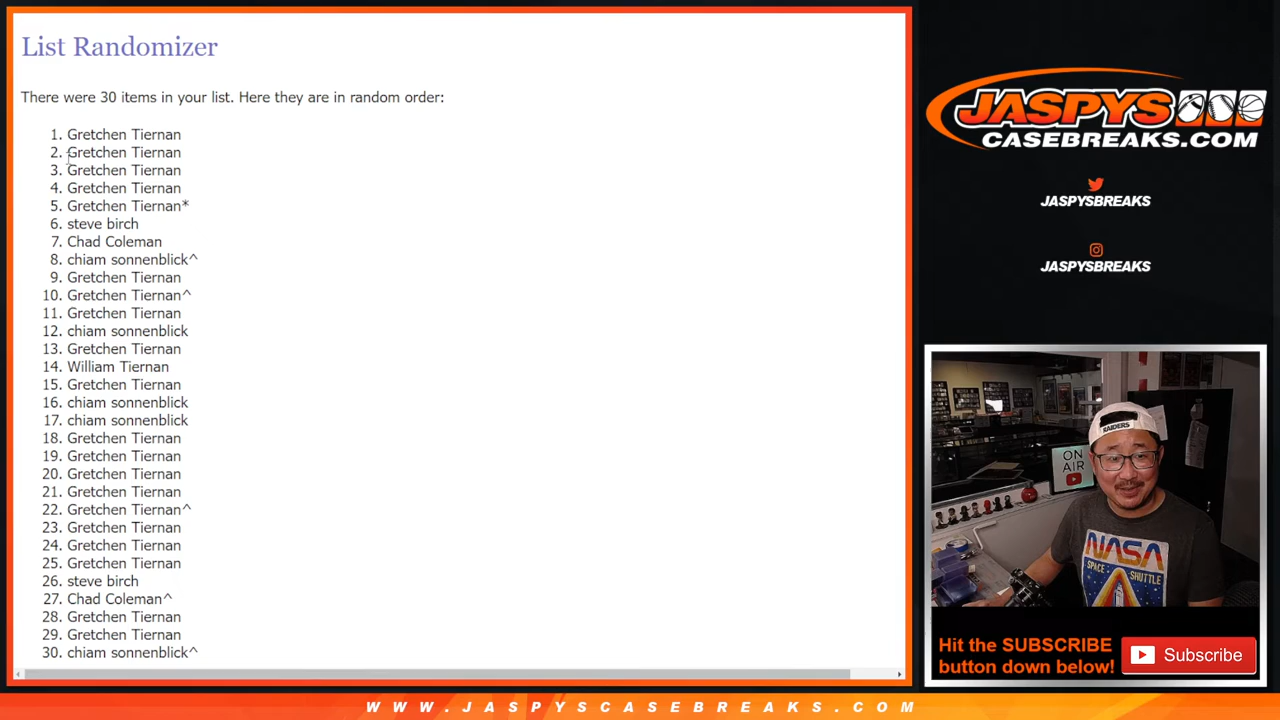 List Randomizer
There were 30 items in your list. Here they are in random order:
1. Gretchen Tiernan
2. Gretchen Tiernan
3. Gretchen Tiernan
4. Gretchen Tiernan
5. Gretchen Tiernan*
6. steve birch
7. Chad Coleman
8. chiam sonnenblick^
9. Gretchen Tiernan
10. Gretchen Tiernan^
11. Gretchen Tiernan
12. chiam sonnenblick
13. Gretchen Tiernan
14. William Tiernan
15. Gretchen Tiernan
16. chiam sonnenblick
17. chiam sonnenblick
18. Gretchen Tiernan
19. Gretchen Tiernan
20. Gretchen Tiernan
21. Gretchen Tiernan
22. Gretchen Tiernan^
23. Gretchen Tiernan
24. Gretchen Tiernan
25. Gretchen Tiernan
26. steve birch
27. Chad Coleman^
28. Gretchen Tiernan
29. Gretchen Tiernan
30. chiam sonnenblick^
JASPYS
CASEBREAKS.COM
JASPYSBREAKS
JASPYSBREAKS
RAIDERS
ON
AIR
NASA
SPACE SHUTTLE
Hit the SUBSCRIBE
button down below!
Subscribe
WWW.JASPYSCASEBREAKS.COM